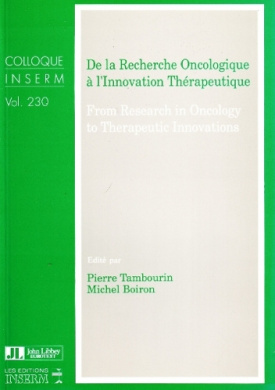 COLLOQUE
INSERM
Vol. 230
De la Recherche Oncologique
à l'Innovation Thérapeutique
From Research in Oncology
to Therapeutic Innovations
Edité par
Pierre Tambourin
Michel Boiron
JL
John Libbey
LES EDITIONS
INSERM